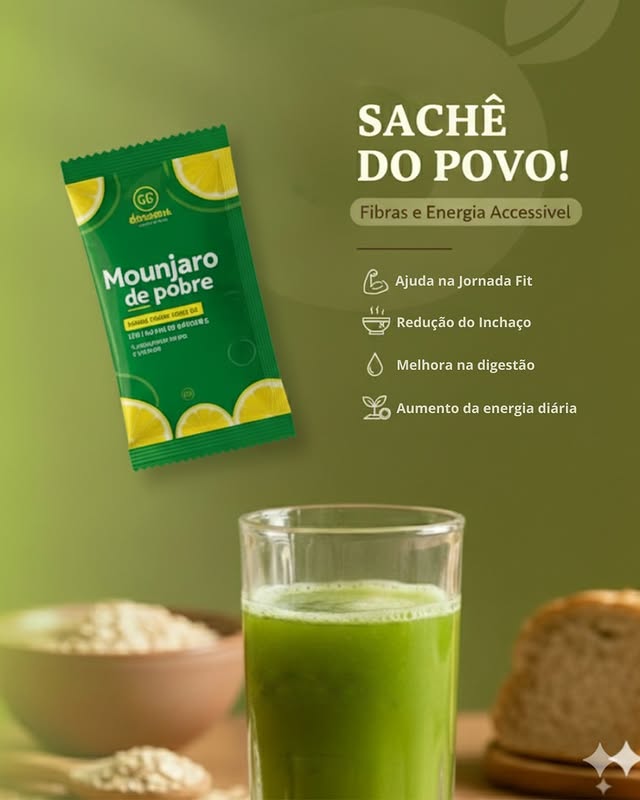 SACHÊ
DO POVO!
Fibras e Energia Accessivel
Ajuda na Jornada Fit
Redução do Inchaço
Melhora na digestão
Aumento da energia diária
GG
Mounjaro
de pobre